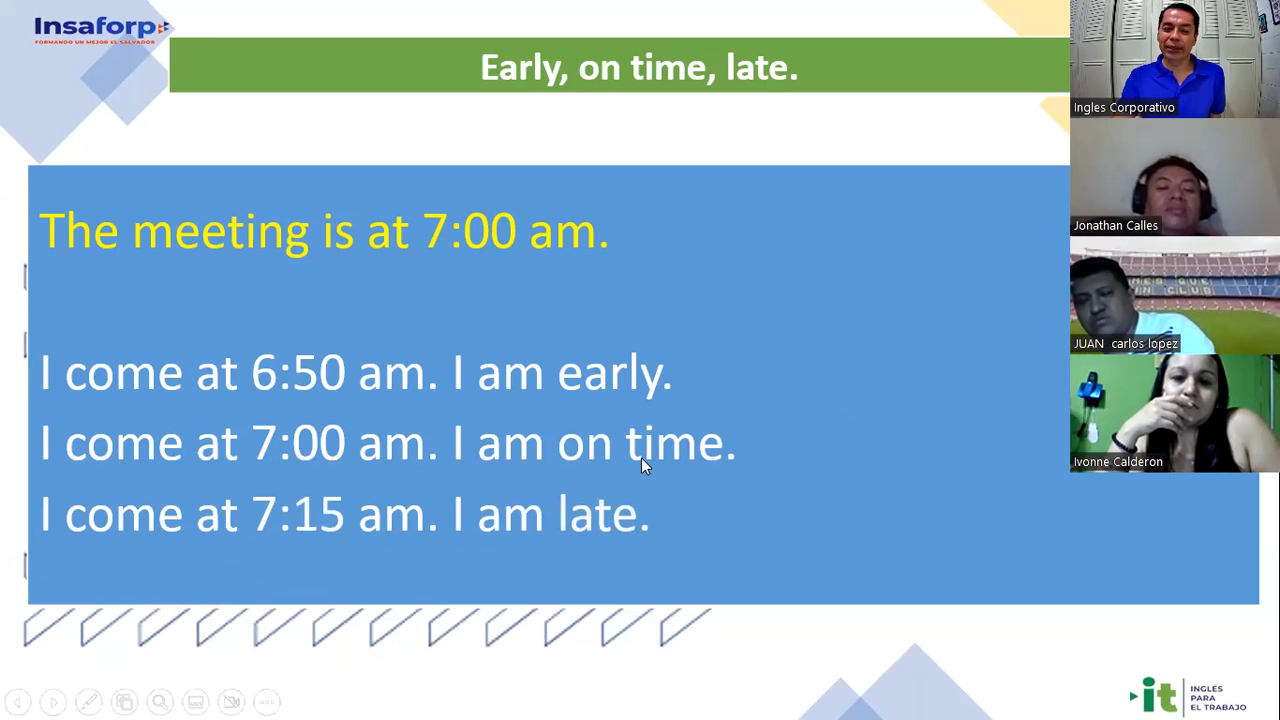 Insaforp
FORMANDO UN MEJOR EL SALVADOR
Early, on time, late.
The meeting is at 7:00 am.
I come at 6:50 am. I am early.
I come at 7:00 am. I am on time.
I come at 7:15 am. I am late.
Ingles Corporativo
Jonathan Calles
JUAN carlos lopez
Ivonne Calderon
it
INGLÉS
PARA
EL TRABAJO